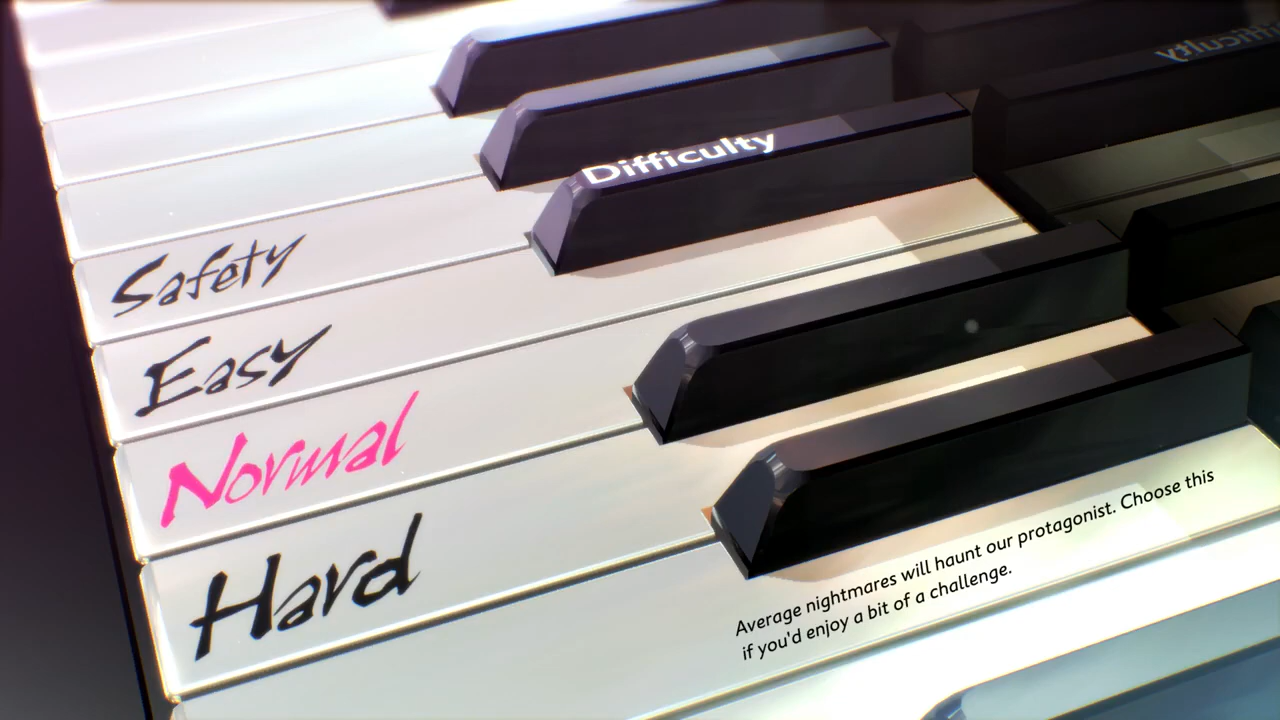 Difficulty
Difficulty
Safety
Easy
Normal
Hard
Average nightmares will haunt our protagonist. Choose this
if you'd enjoy a bit of a challenge.